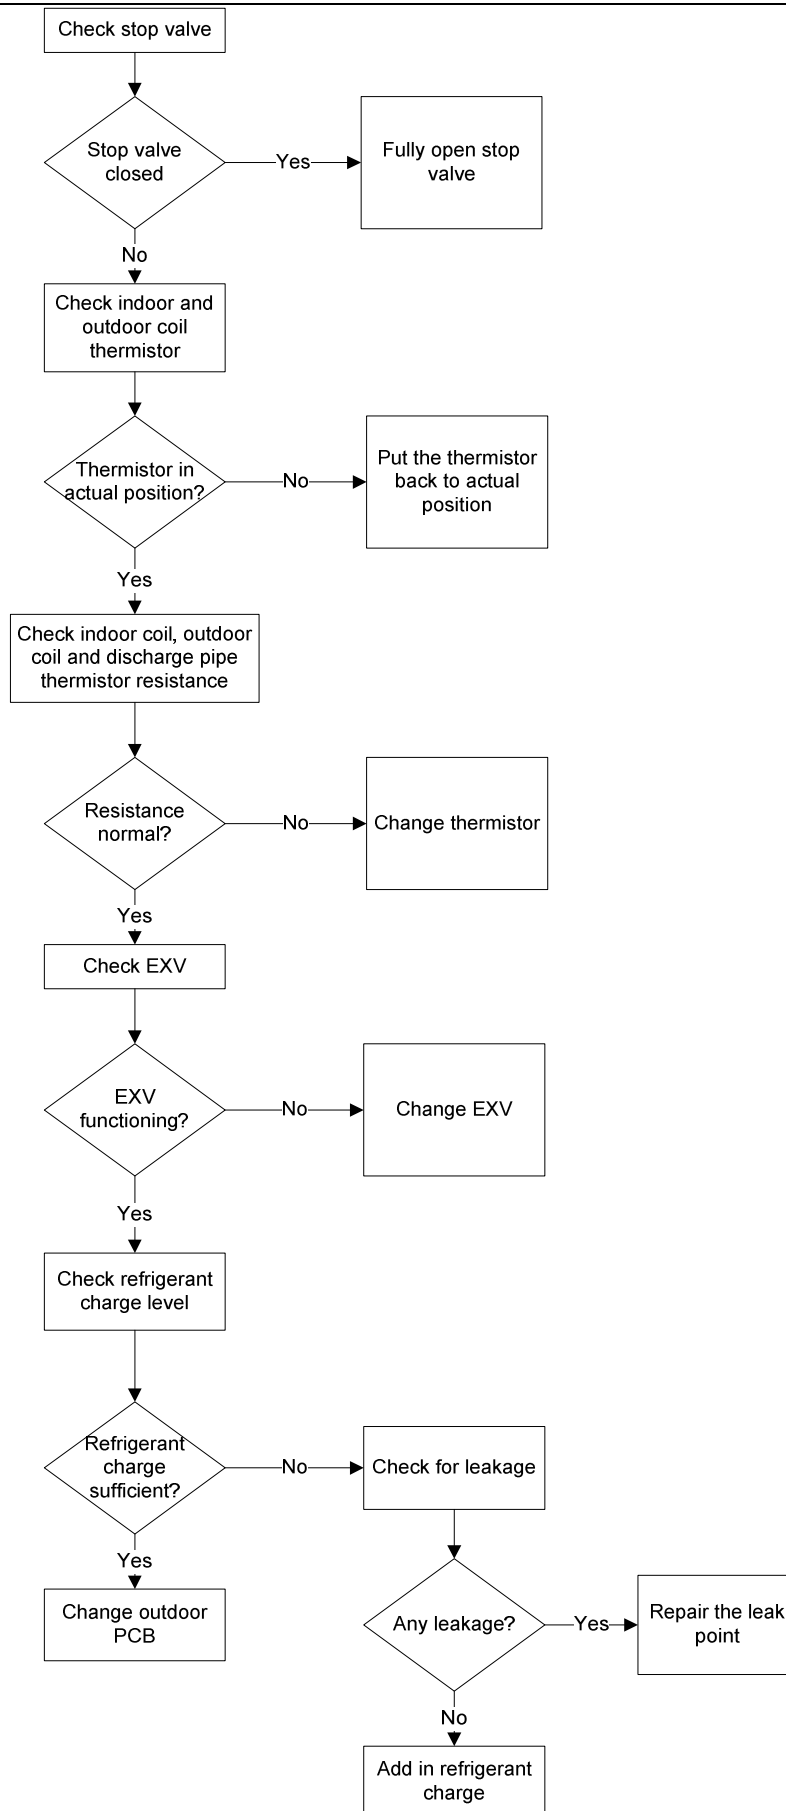 Check stop valve
Stop valve
closed
Yes
Fully open stop
valve
No
Check indoor and
outdoor coil
thermistor
Thermistor in
actual position?
No
Put the thermistor
back to actual
position
Yes
Check indoor coil, outdoor
coil and discharge pipe
thermistor resistance
Resistance
normal?
No
Change thermistor
Yes
Check EXV
EXV
functioning?
No
Change EXV
Yes
Check refrigerant
charge level
Refrigerant
charge
sufficient?
No
Check for leakage
Yes
Change outdoor
PCB
Any leakage?
Yes
Repair the leak
point
No
Add in refrigerant
charge